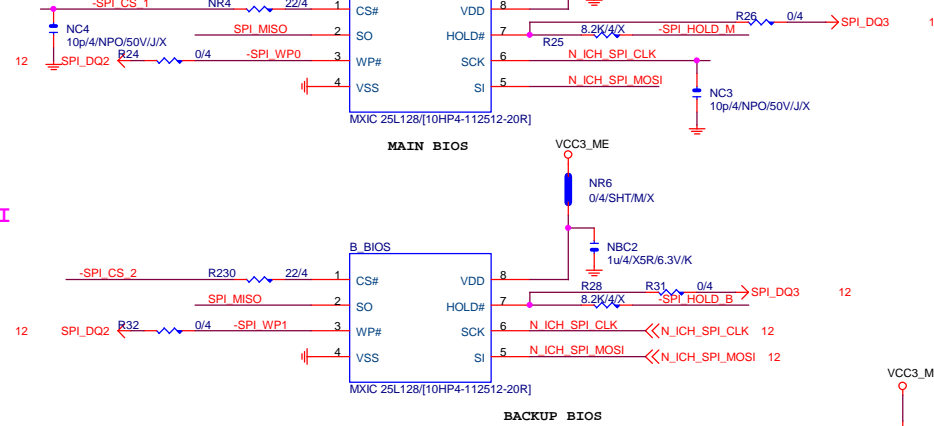 -SPI_CS_1 NR4 22/4 1 CS# VDD 8 R26 0/4 SPI_DQ3 1
NC4
10p/4/NPO/50V/J/X
SPI_MISO 2 SO HOLD# 7 8.2K/4/X -SPI_HOLD_M
R25
12 SPI_DQ2 R24 0/4 -SPI_WP0 3 WP# SCK 6 N_ICH_SPI_CLK
4 VSS SI 5 N_ICH_SPI_MOSI
NC3
10p/4/NPO/50V/J/X
MXIC 25L128/[10HP4-112512-20R]
MAIN BIOS
VCC3_ME
NR6
0/4/SHT/M/X
I
B_BIOS
NBC2
1u/4/X5R/6.3V/K
-SPI_CS_2 R230 22/4 1 CS# VDD 8
R28 R31 0/4 SPI_DQ3 12
SPI_MISO 2 SO HOLD# 7 8.2K/4/X -SPI_HOLD_B
12 SPI_DQ2 R32 0/4 -SPI_WP1 3 WP# SCK 6 N_ICH_SPI_CLK N_ICH_SPI_CLK 12
4 VSS SI 5 N_ICH_SPI_MOSI N_ICH_SPI_MOSI 12
VCC3_M
MXIC 25L128/[10HP4-112512-20R]
BACKUP BIOS